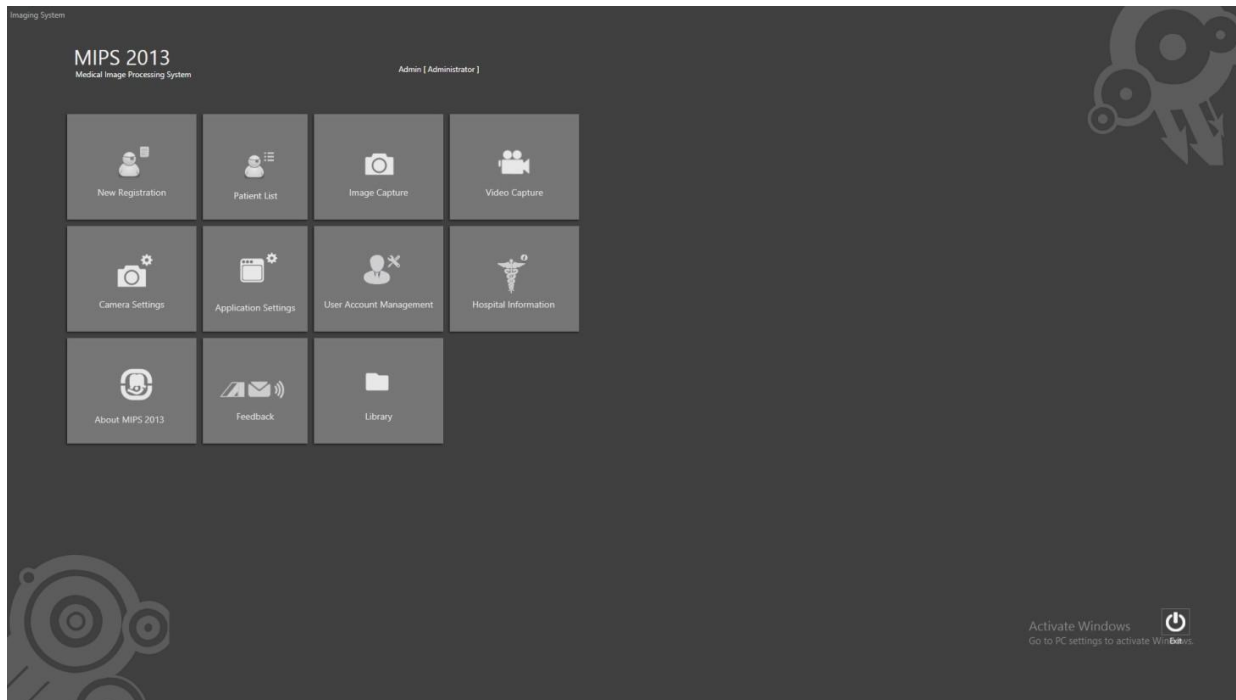 Imaging System
MIPS 2013
Medical Image Processing System
Admin [ Administrator ]
New Registration
Patient List
Image Capture
Video Capture
Camera Settings
Application Settings
User Account Management
Hospital Information
About MIPS 2013
Feedback
Library
Activate Windows
Go to PC settings to activate Windows.
Exit